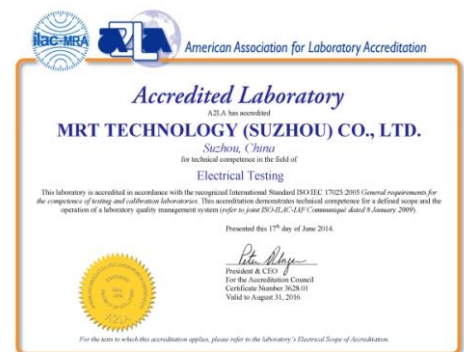 ilac-MRA
A2LA
American Association for Laboratory Accreditation
Accredited Laboratory
A2LA has accredited
MRT TECHNOLOGY (SUZHOU) CO., LTD.
Suzhou, China
for technical competence in the field of
Electrical Testing
This laboratory is accredited in accordance with the recognized International Standard ISO/IEC 17025:2005 General requirements for
the competence of testing and calibration laboratories. This accreditation demonstrates technical competence for a defined scope and the
operation of a laboratory quality management system (refer to joint ISO-ILAC-IAF Communiqué dated 8 January 2009).
Presented this 17th day of June 2014.
President & CEO
For the Accreditation Council
Certificate Number 3628.01
Valid to August 31, 2016
A2LA
For the tests to which this accreditation applies, please refer to the laboratory's Electrical Scope of Accreditation.